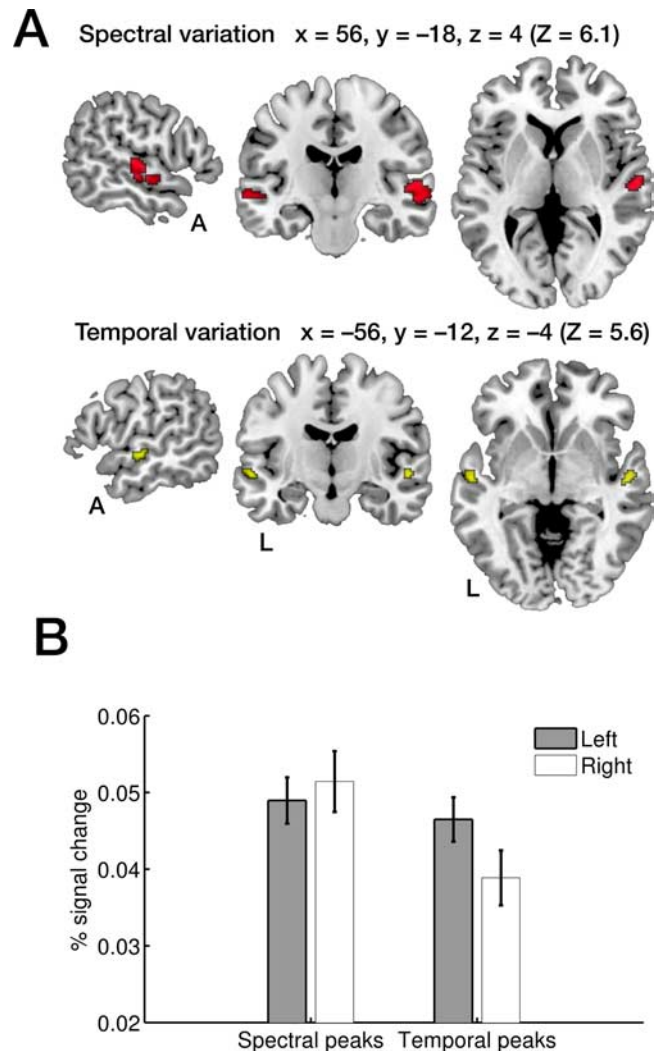 A
Spectral variation x = 56, y = –18, z = 4 (Z = 6.1)
A
Temporal variation x = –56, y = –12, z = –4 (Z = 5.6)
A
L
L
B
0.06
0.05
0.04
0.03
0.02
% signal change
Left
Right
Spectral peaks Temporal peaks